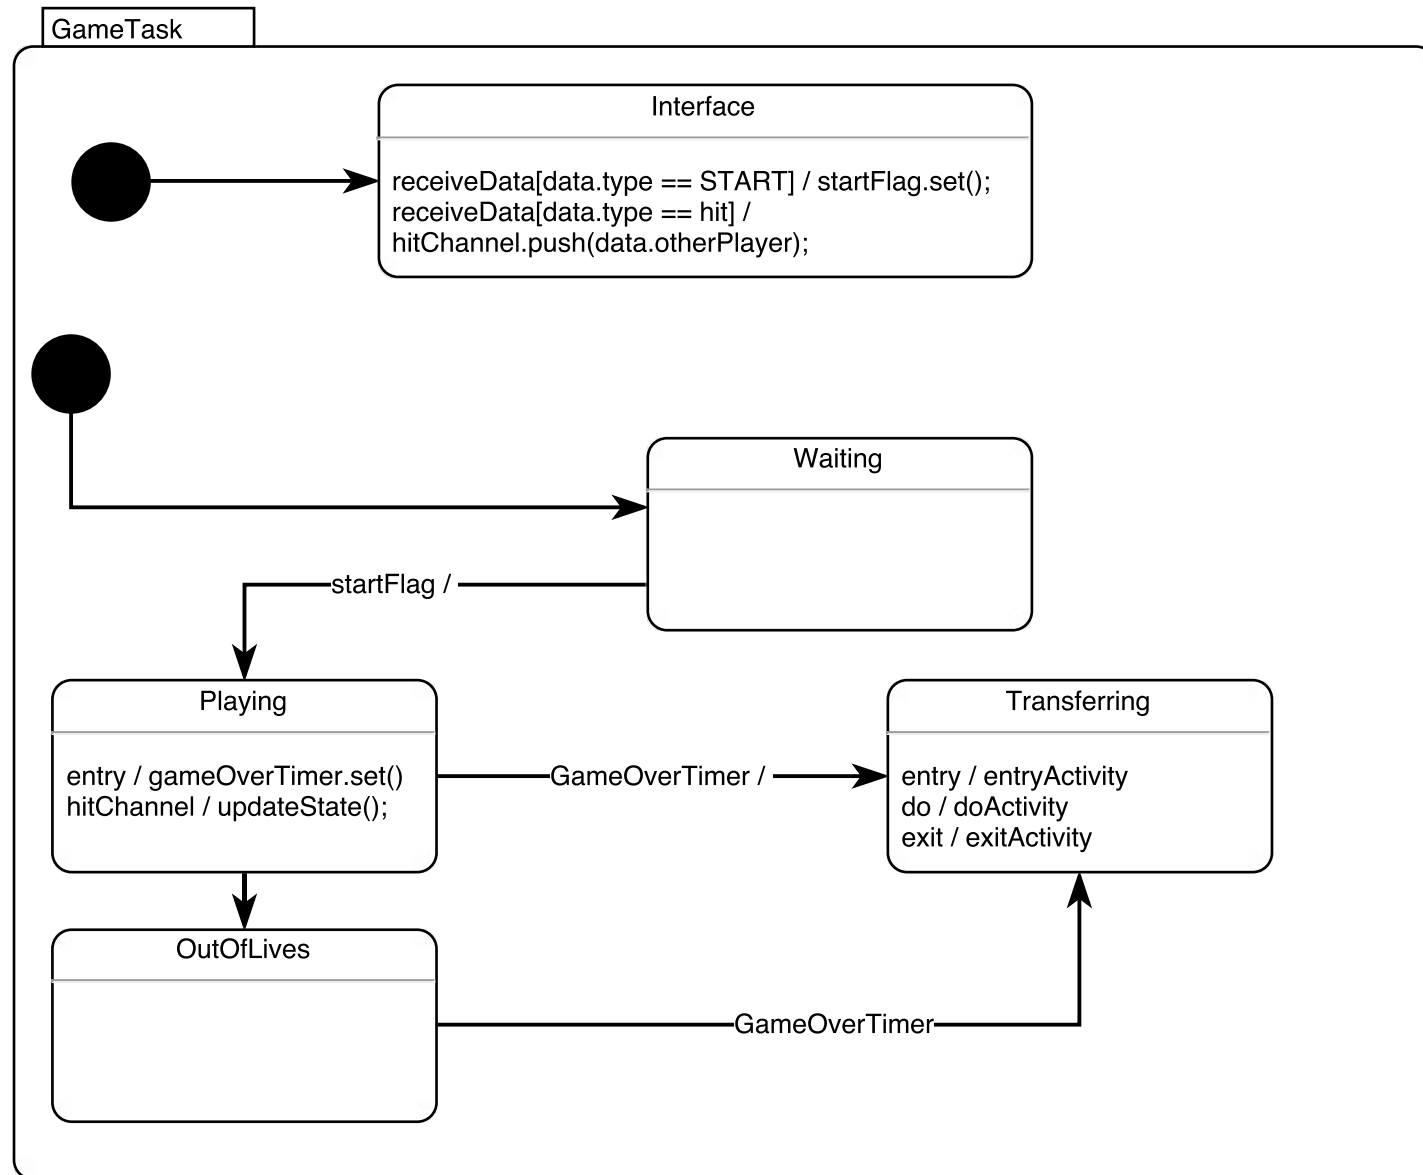 GameTask
Interface
receiveData[data.type == START] / startFlag.set();
receiveData[data.type == hit] /
hitChannel.push(data.otherPlayer);
Waiting
startFlag /
Playing
entry / gameOverTimer.set()
hitChannel / updateState();
GameOverTimer /
Transferring
entry / entryActivity
do / doActivity
exit / exitActivity
OutOfLives
GameOverTimer